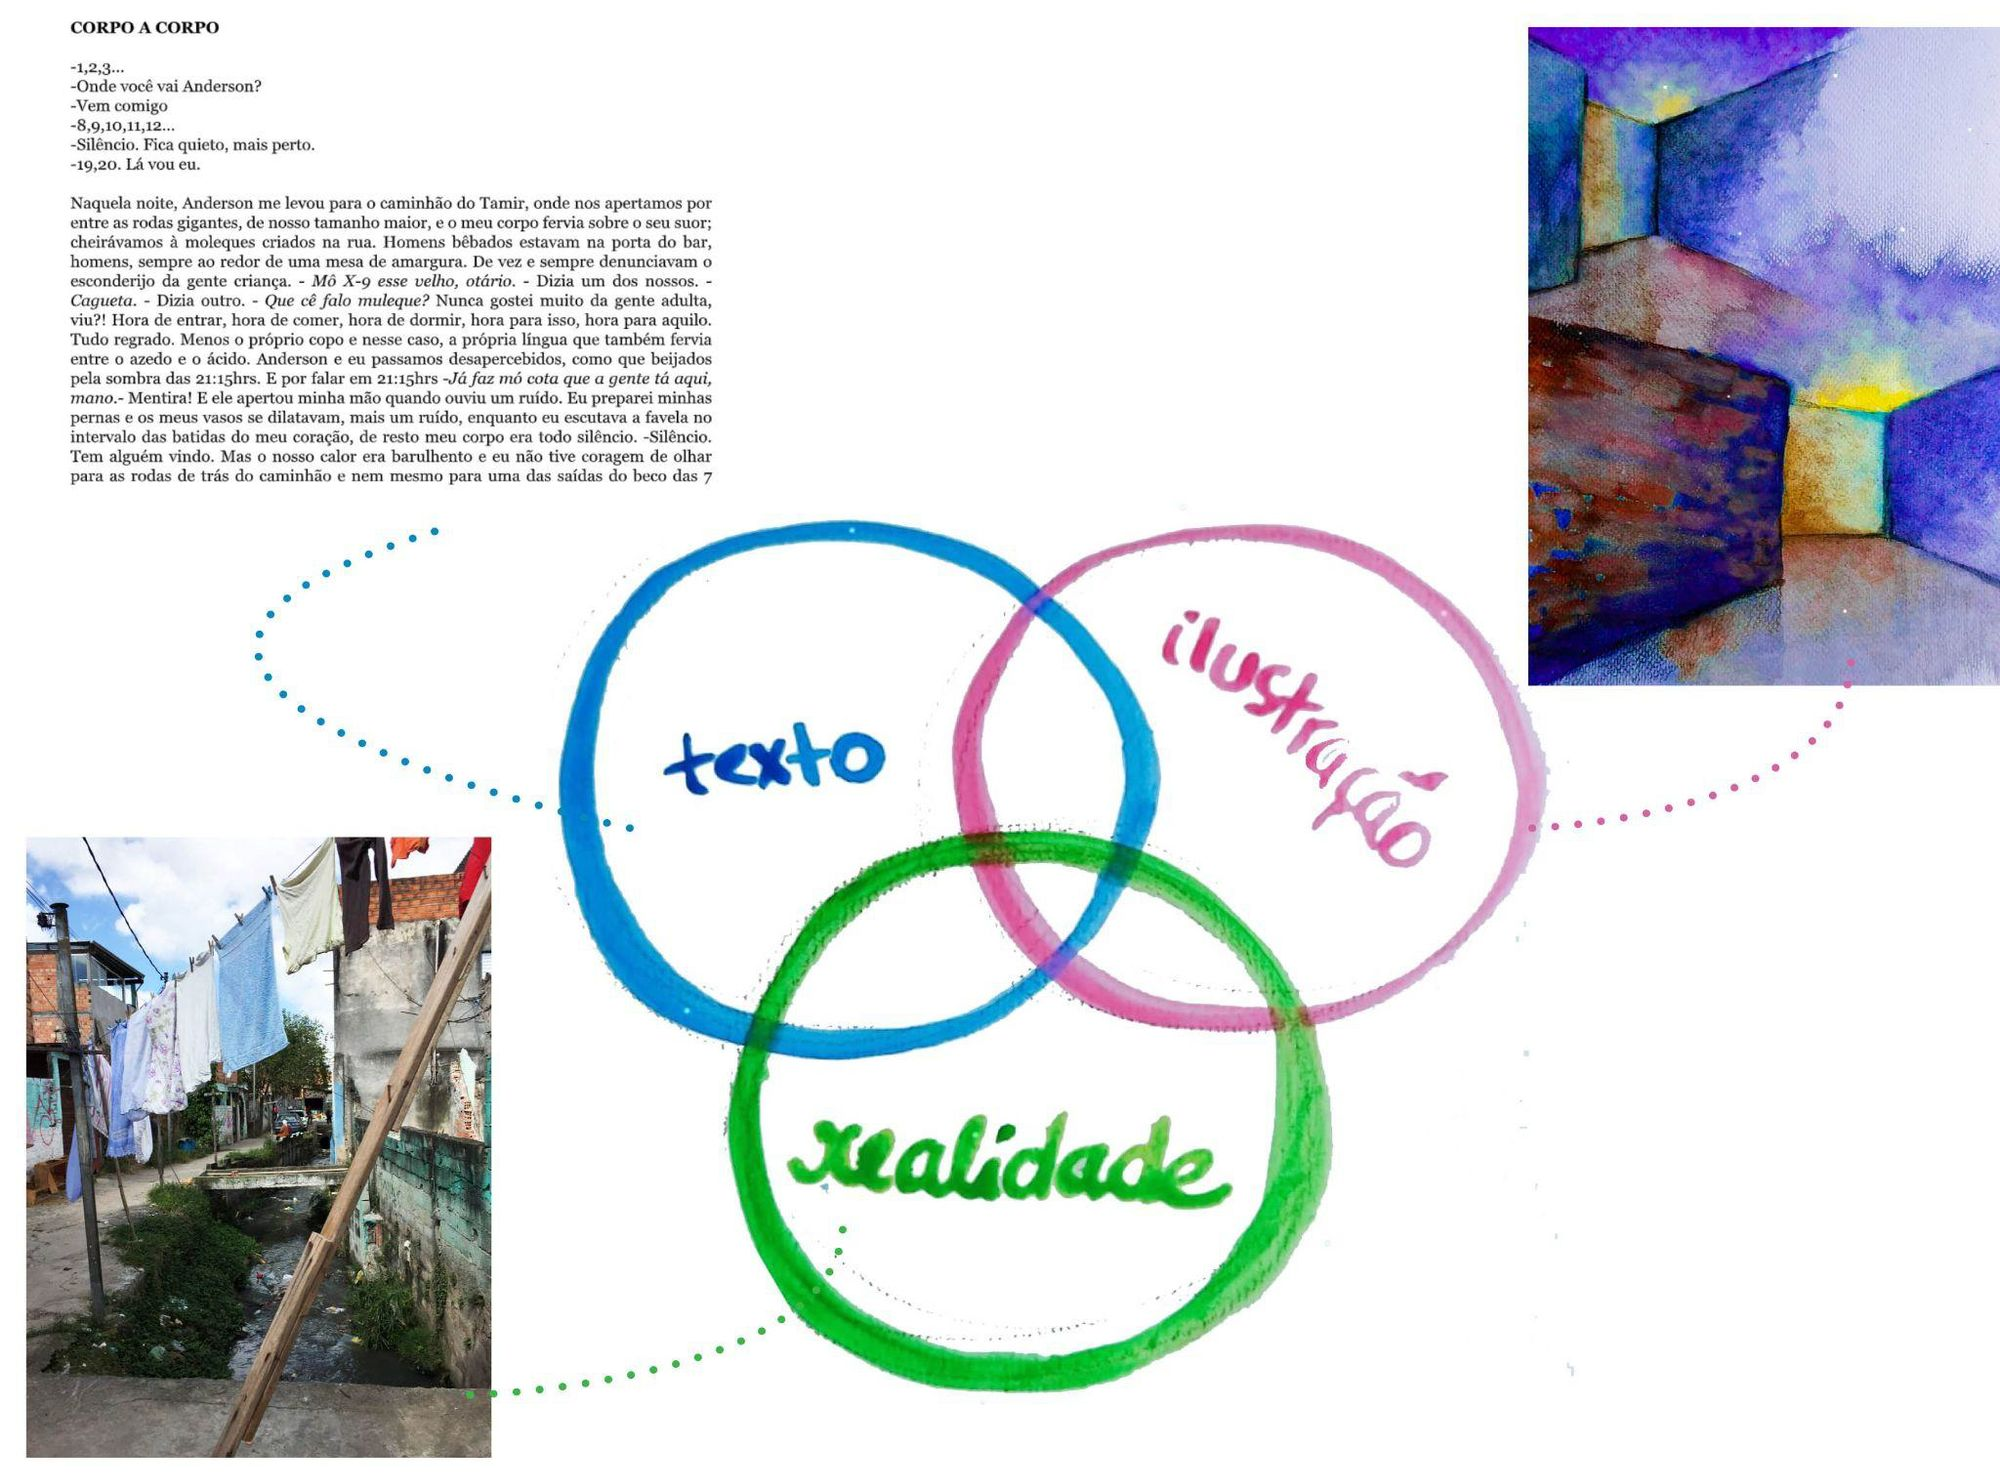 CORPO A CORPO
-1,2,3...
-Onde você vai Anderson?
-Vem comigo
-8,9,10,11,12...
-Silêncio. Fica quieto, mais perto.
-19,20. Lá vou eu.
Naquela noite, Anderson me levou para o caminhão do Tamir, onde nos apertamos por
entre as rodas gigantes, de nosso tamanho maior, e o meu corpo fervia sobre o seu suor;
cheirávamos à moleques criados na rua. Homens bêbados estavam na porta do bar,
homens, sempre ao redor de uma mesa de amargura. De vez e sempre denunciavam o
esconderijo da gente criança. - Mô X-9 esse velho, otário. - Dizia um dos nossos. -
Cagueta. - Dizia outro. - Que cê falo muleque? Nunca gostei muito da gente adulta,
viu?! Hora de entrar, hora de comer, hora de dormir, hora para isso, hora para aquilo.
Tudo regrado. Menos o próprio copo e nesse caso, a própria língua que também fervia
entre o azedo e o ácido. Anderson e eu passamos desapercebidos, como que beijados
pela sombra das 21:15hrs. E por falar em 21:15hrs -Já faz mó cota que a gente tá aqui,
mano.- Mentira! E ele apertou minha mão quando ouviu um ruído. Eu preparei minhas
pernas e os meus vasos se dilatavam, mais um ruído, enquanto eu escutava a favela no
intervalo das batidas do meu coração, de resto meu corpo era todo silêncio. -Silêncio.
Tem alguém vindo. Mas o nosso calor era barulhento e eu não tive coragem de olhar
para as rodas de trás do caminhão e nem mesmo para uma das saídas do beco das 7
texto
ilustração
realidade